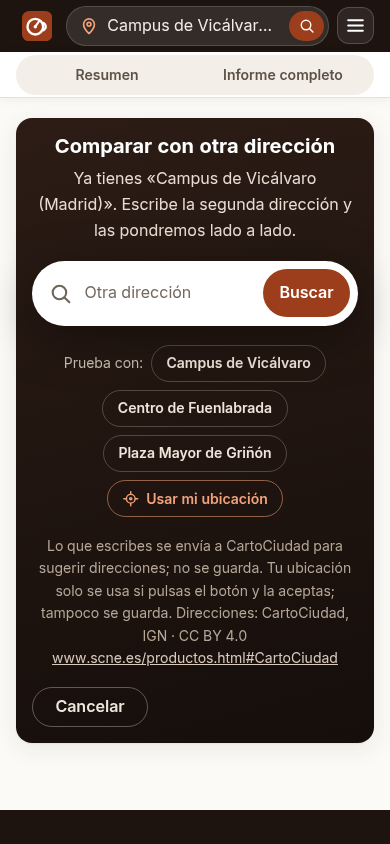 Campus de Vicálvar...
Resumen
Informe completo
Comparar con otra dirección
Ya tienes «Campus de Vicálvaro
(Madrid)». Escribe la segunda dirección y
las pondremos lado a lado.
Otra dirección
Buscar
Prueba con:
Campus de Vicálvaro
Centro de Fuenlabrada
Plaza Mayor de Griñón
Usar mi ubicación
Lo que escribes se envía a CartoCiudad para
sugerir direcciones; no se guarda. Tu ubicación
solo se usa si pulsas el botón y la aceptas;
tampoco se guarda. Direcciones: CartoCiudad,
IGN · CC BY 4.0
www.scne.es/productos.html#CartoCiudad
Cancelar